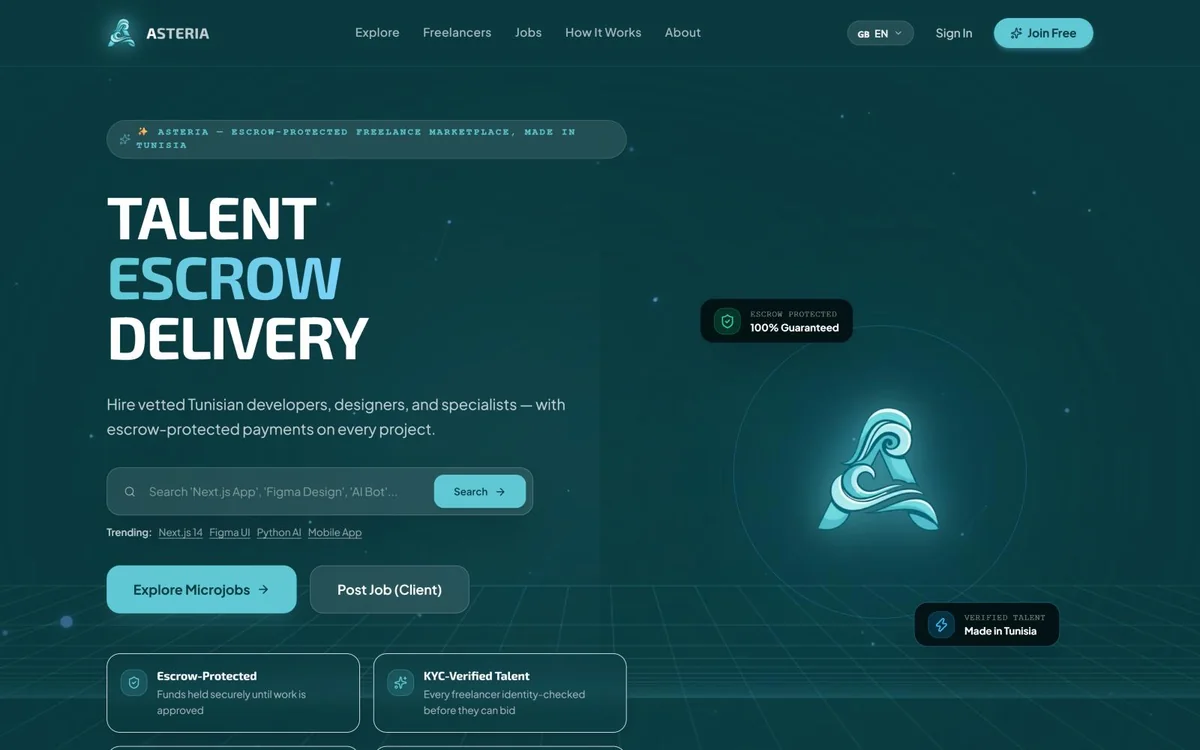 ASTERIA
Explore
Freelancers
Jobs
How It Works
About
GB EN
Sign In
Join Free
✨ ASTERIA — ESCROW-PROTECTED FREELANCE MARKETPLACE, MADE IN
TUNISIA
TALENT
ESCROW
DELIVERY
Hire vetted Tunisian developers, designers, and specialists — with
escrow-protected payments on every project.
Search 'Next.js App', 'Figma Design', 'AI Bot'...
Search →
Trending: Next.js 14 Figma UI Python AI Mobile App
Explore Microjobs →
Post Job (Client)
ESCROW PROTECTED
100% Guaranteed
VERIFIED TALENT
Made in Tunisia
Escrow-Protected
Funds held securely until work is
approved
KYC-Verified Talent
Every freelancer identity-checked
before they can bid